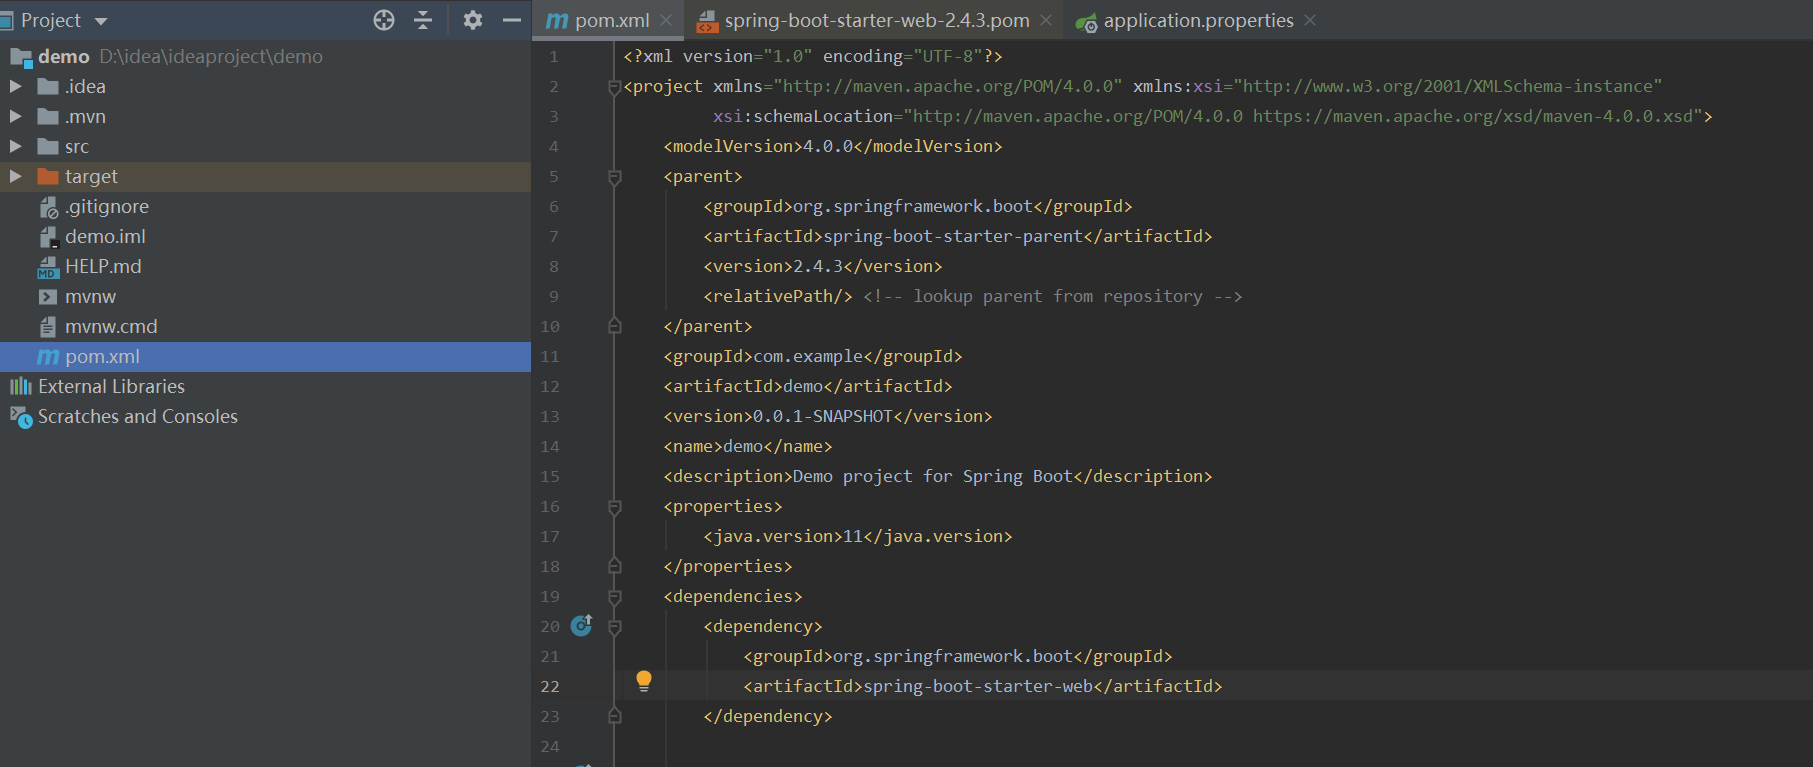 Project
demo D:\idea\ideaproject\demo
.idea
.mvn
src
target
.gitignore
demo.iml
HELP.md
mvnw
mvnw.cmd
pom.xml
External Libraries
Scratches and Consoles
pom.xml spring-boot-starter-web-2.4.3.pom application.properties
1 <?xml version="1.0" encoding="UTF-8"?>
2 <project xmlns="http://maven.apache.org/POM/4.0.0" xmlns:xsi="http://www.w3.org/2001/XMLSchema-instance"
3 xsi:schemaLocation="http://maven.apache.org/POM/4.0.0 https://maven.apache.org/xsd/maven-4.0.0.xsd">
4 <modelVersion>4.0.0</modelVersion>
5 <parent>
6 <groupId>org.springframework.boot</groupId>
7 <artifactId>spring-boot-starter-parent</artifactId>
8 <version>2.4.3</version>
9 <relativePath/> <!-- lookup parent from repository -->
10 </parent>
11 <groupId>com.example</groupId>
12 <artifactId>demo</artifactId>
13 <version>0.0.1-SNAPSHOT</version>
14 <name>demo</name>
15 <description>Demo project for Spring Boot</description>
16 <properties>
17 <java.version>11</java.version>
18 </properties>
19 <dependencies>
20 <dependency>
21 <groupId>org.springframework.boot</groupId>
22 <artifactId>spring-boot-starter-web</artifactId>
23 </dependency>
24